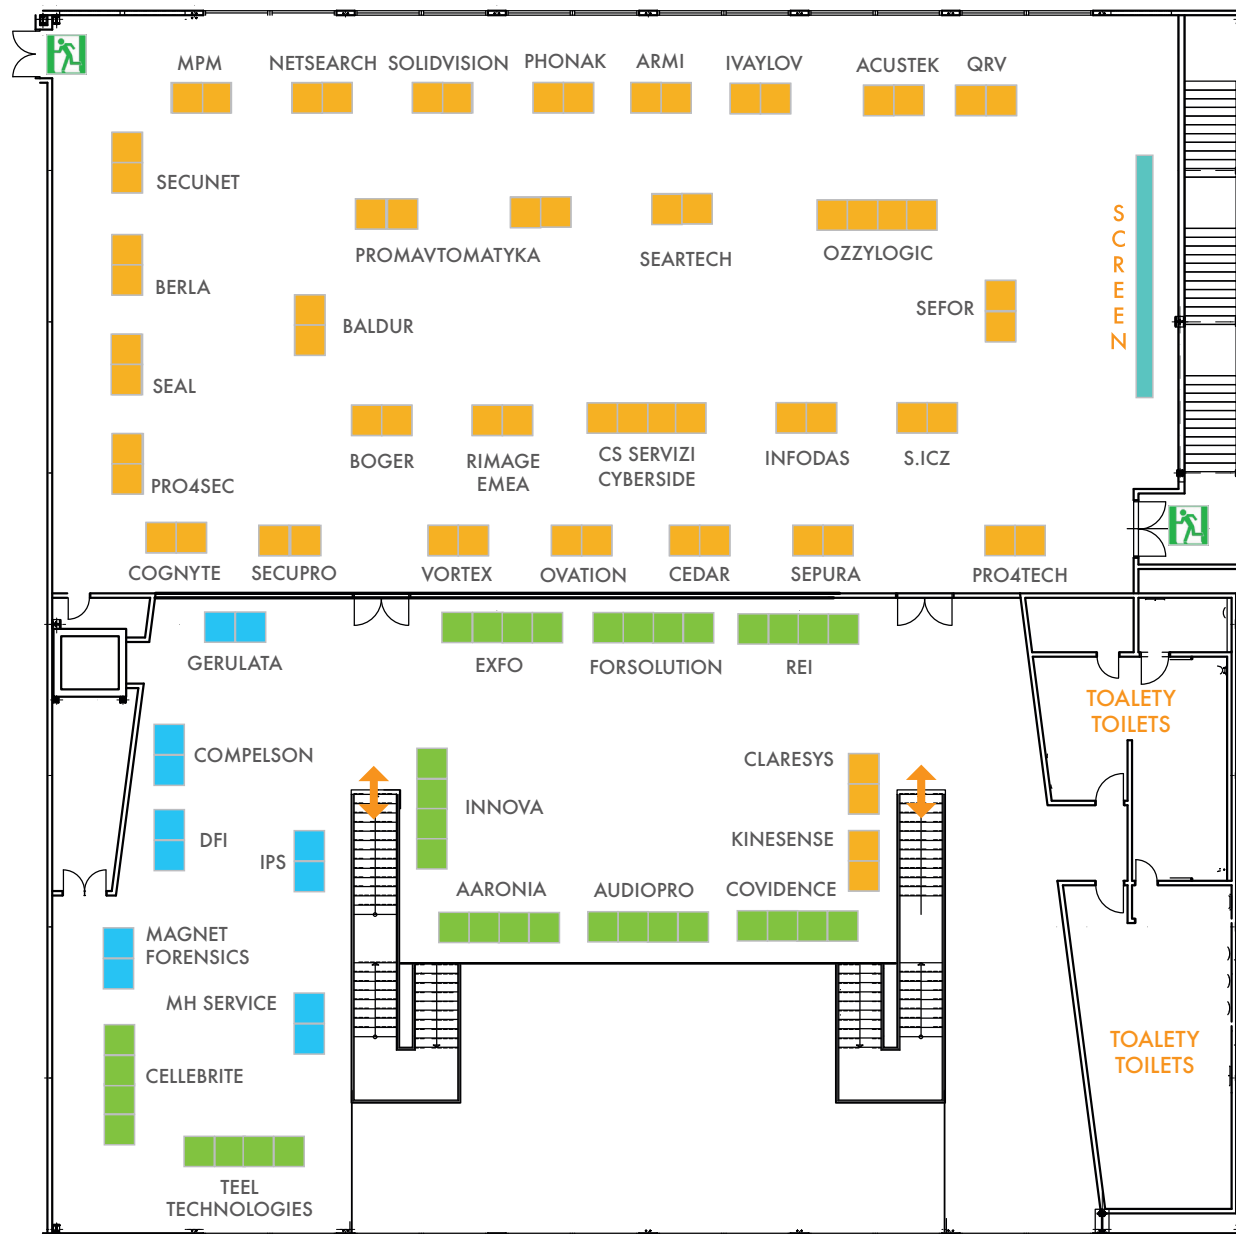 MPM
NETSEARCH
SOLIDVISION
PHONAK
ARMI
IVAYLOV
ACUSTEK
QRV
SECUNET
PROMAVTOMATYKA
SEARTECH
OZZYLOGIC
SCREEN
BERLA
BALDUR
SEFOR
SEAL
BOGER
RIMAGE
EMEA
CS SERVIZI
CYBERSIDE
INFODAS
S.ICZ
PRO4SEC
COGNYTE
SECUPRO
VORTEX
OVATION
CEDAR
SEPURA
PRO4TECH
GERULATA
EXFO
FORSOLUTION
REI
TOALETY
TOILETS
COMPELSON
CLARESYS
INNOVA
DFI
IPS
KINESENSE
AARONIA
AUDIOPRO
COVIDENCE
MAGNET
FORENSICS
MH SERVICE
CELLEBRITE
TOALETY
TOILETS
TEEL
TECHNOLOGIES